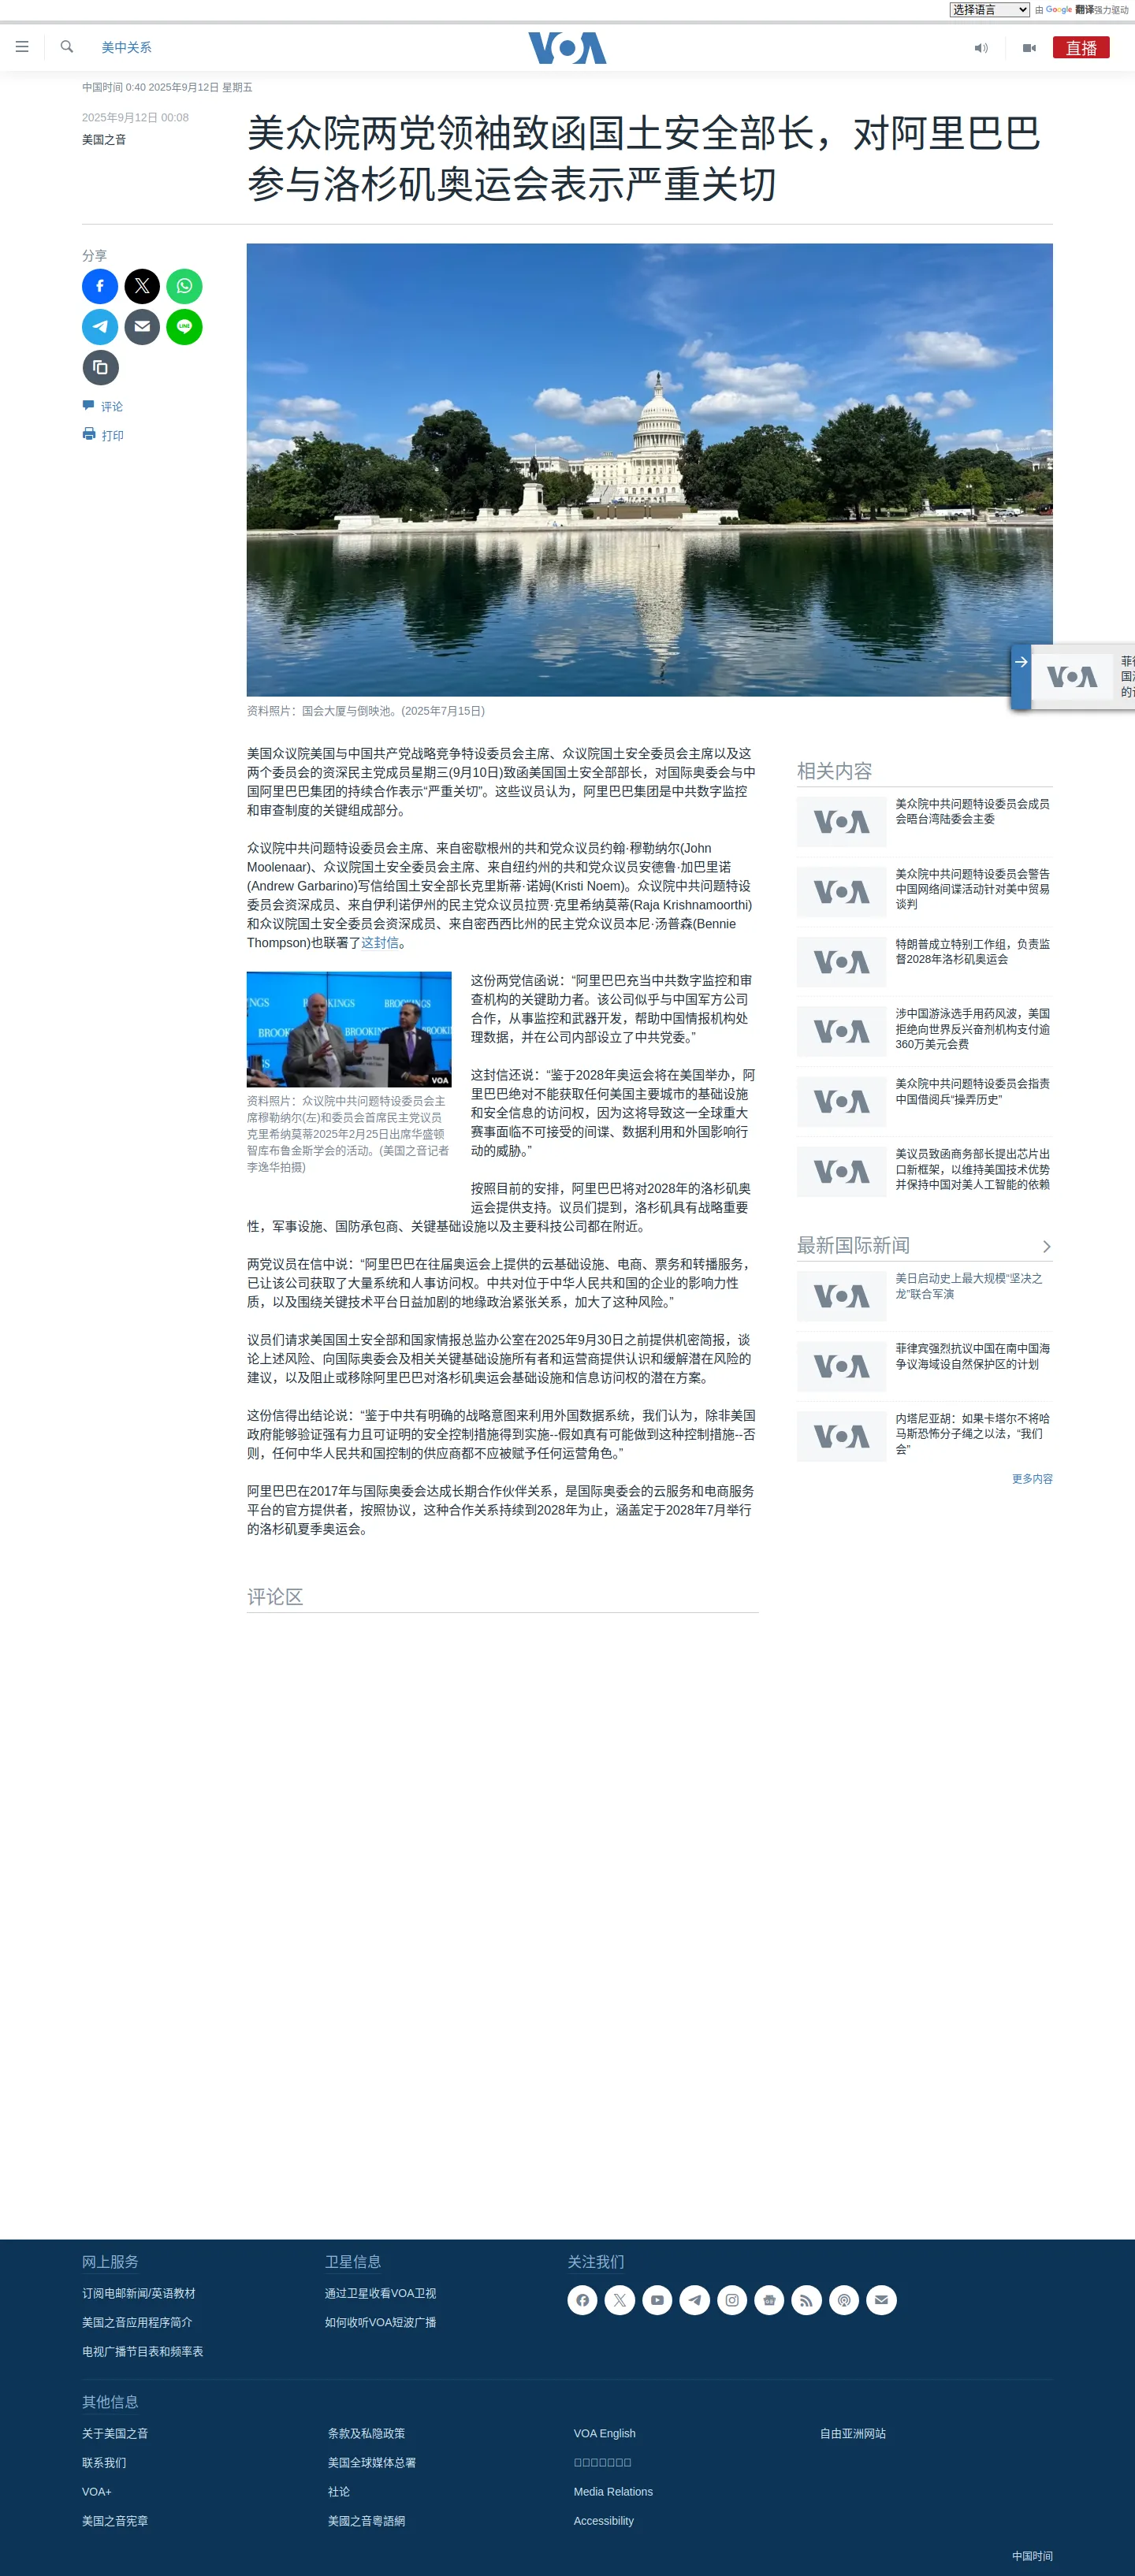 选择语言 由 Google 翻译强力驱动
美中关系
VOA
直播
中国时间 0:40 2025年9月12日 星期五
2025年9月12日 00:08
美国之音
美众院两党领袖致函国土安全部长，对阿里巴巴
参与洛杉矶奥运会表示严重关切
分享
评论
打印
资料照片：国会大厦与倒映池。(2025年7月15日)
VOA
菲律
国海
的计
美国众议院美国与中国共产党战略竞争特设委员会主席、众议院国土安全委员会主席以及这
两个委员会的资深民主党成员星期三(9月10日)致函美国国土安全部部长，对国际奥委会与中
国阿里巴巴集团的持续合作表示“严重关切”。这些议员认为，阿里巴巴集团是中共数字监控
和审查制度的关键组成部分。
众议院中共问题特设委员会主席、来自密歇根州的共和党众议员约翰·穆勒纳尔(John
Moolenaar)、众议院国土安全委员会主席、来自纽约州的共和党众议员安德鲁·加巴里诺
(Andrew Garbarino)写信给国土安全部长克里斯蒂·诺姆(Kristi Noem)。众议院中共问题特设
委员会资深成员、来自伊利诺伊州的民主党众议员拉贾·克里希纳莫蒂(Raja Krishnamoorthi)
和众议院国土安全委员会资深成员、来自密西西比州的民主党众议员本尼·汤普森(Bennie
Thompson)也联署了这封信。
BROOKINGS
VOA
资料照片：众议院中共问题特设委员会主
席穆勒纳尔(左)和委员会首席民主党议员
克里希纳莫蒂2025年2月25日出席华盛顿
智库布鲁金斯学会的活动。(美国之音记者
李逸华拍摄)
这份两党信函说：“阿里巴巴充当中共数字监控和审
查机构的关键助力者。该公司似乎与中国军方公司
合作，从事监控和武器开发，帮助中国情报机构处
理数据，并在公司内部设立了中共党委。”
这封信还说：“鉴于2028年奥运会将在美国举办，阿
里巴巴绝对不能获取任何美国主要城市的基础设施
和安全信息的访问权，因为这将导致这一全球重大
赛事面临不可接受的间谍、数据利用和外国影响行
动的威胁。”
按照目前的安排，阿里巴巴将对2028年的洛杉矶奥
运会提供支持。议员们提到，洛杉矶具有战略重要
性，军事设施、国防承包商、关键基础设施以及主要科技公司都在附近。
两党议员在信中说：“阿里巴巴在往届奥运会上提供的云基础设施、电商、票务和转播服务，
已让该公司获取了大量系统和人事访问权。中共对位于中华人民共和国的企业的影响力性
质，以及围绕关键技术平台日益加剧的地缘政治紧张关系，加大了这种风险。”
议员们请求美国国土安全部和国家情报总监办公室在2025年9月30日之前提供机密简报，谈
论上述风险、向国际奥委会及相关关键基础设施所有者和运营商提供认识和缓解潜在风险的
建议，以及阻止或移除阿里巴巴对洛杉矶奥运会基础设施和信息访问权的潜在方案。
这份信得出结论说：“鉴于中共有明确的战略意图来利用外国数据系统，我们认为，除非美国
政府能够验证强有力且可证明的安全控制措施得到实施--假如真有可能做到这种控制措施--否
则，任何中华人民共和国控制的供应商都不应被赋予任何运营角色。”
阿里巴巴在2017年与国际奥委会达成长期合作伙伴关系，是国际奥委会的云服务和电商服务
平台的官方提供者，按照协议，这种合作关系持续到2028年为止，涵盖定于2028年7月举行
的洛杉矶夏季奥运会。
评论区
相关内容
VOA
美众院中共问题特设委员会成员
会晤台湾陆委会主委
VOA
美众院中共问题特设委员会警告
中国网络间谍活动针对美中贸易
谈判
VOA
特朗普成立特别工作组，负责监
督2028年洛杉矶奥运会
VOA
涉中国游泳选手用药风波，美国
拒绝向世界反兴奋剂机构支付逾
360万美元会费
VOA
美众院中共问题特设委员会指责
中国借阅兵“操弄历史”
VOA
美议员致函商务部长提出芯片出
口新框架，以维持美国技术优势
并保持中国对美人工智能的依赖
最新国际新闻
VOA
美日启动史上最大规模“坚决之
龙”联合军演
VOA
菲律宾强烈抗议中国在南中国海
争议海域设自然保护区的计划
VOA
内塔尼亚胡：如果卡塔尔不将哈
马斯恐怖分子绳之以法，“我们
会”
更多内容
网上服务
订阅电邮新闻/英语教材
美国之音应用程序简介
电视广播节目表和频率表
卫星信息
通过卫星收看VOA卫视
如何收听VOA短波广播
关注我们
其他信息
关于美国之音
联系我们
VOA+
美国之音宪章
条款及私隐政策
美国全球媒体总署
社论
美國之音粵語網
VOA English
Media Relations
Accessibility
自由亚洲网站
中国时间